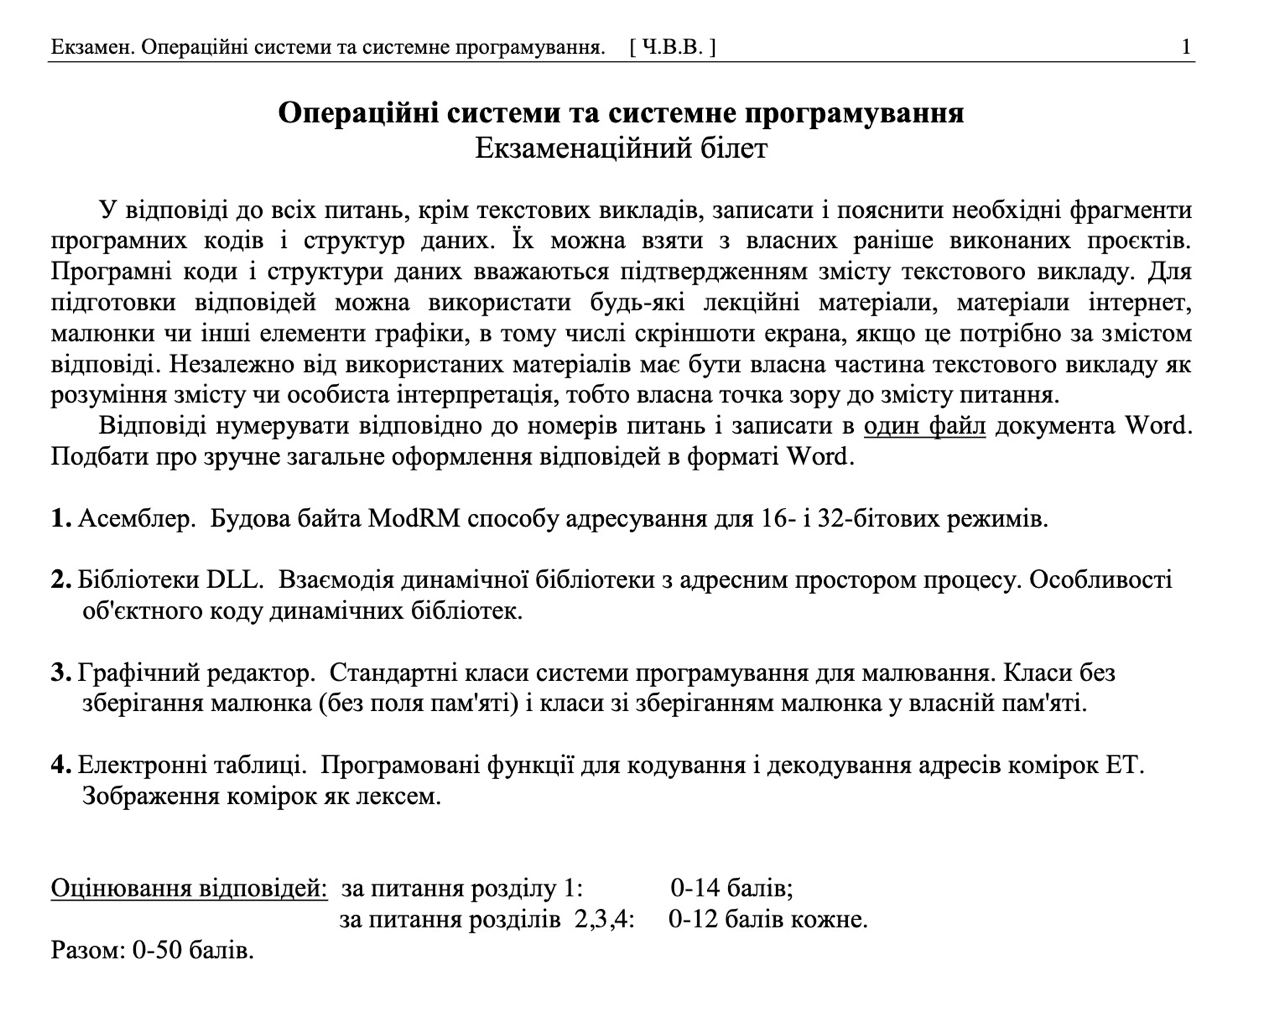 Екзамен. Операційні системи та системне програмування. [ Ч.В.В. ] 1
Операційні системи та системне програмування
Екзаменаційний білет
У відповіді до всіх питань, крім текстових викладів, записати і пояснити необхідні фрагменти
програмних кодів і структур даних. Їх можна взяти з власних раніше виконаних проєктів.
Програмні коди і структури даних вважаються підтвердженням змісту текстового викладу. Для
підготовки відповідей можна використати будь-які лекційні матеріали, матеріали інтернет,
малюнки чи інші елементи графіки, в тому числі скріншоти екрана, якщо це потрібно за змістом
відповіді. Незалежно від використаних матеріалів має бути власна частина текстового викладу як
розуміння змісту чи особиста інтерпретація, тобто власна точка зору до змісту питання.
Відповіді нумерувати відповідно до номерів питань і записати в один файл документа Word.
Подбати про зручне загальне оформлення відповідей в форматі Word.
1. Асемблер. Будова байта ModRM способу адресування для 16- і 32-бітових режимів.
2. Бібліотеки DLL. Взаємодія динамічної бібліотеки з адресним простором процесу. Особливості
об'єктного коду динамічних бібліотек.
3. Графічний редактор. Стандартні класи системи програмування для малювання. Класи без
зберігання малюнка (без поля пам'яті) і класи зі зберіганням малюнка у власній пам'яті.
4. Електронні таблиці. Програмовані функції для кодування і декодування адресів комірок ЕТ.
Зображення комірок як лексем.
Оцінювання відповідей: за питання розділу 1: 0-14 балів;
за питання розділів 2,3,4: 0-12 балів кожне.
Разом: 0-50 балів.